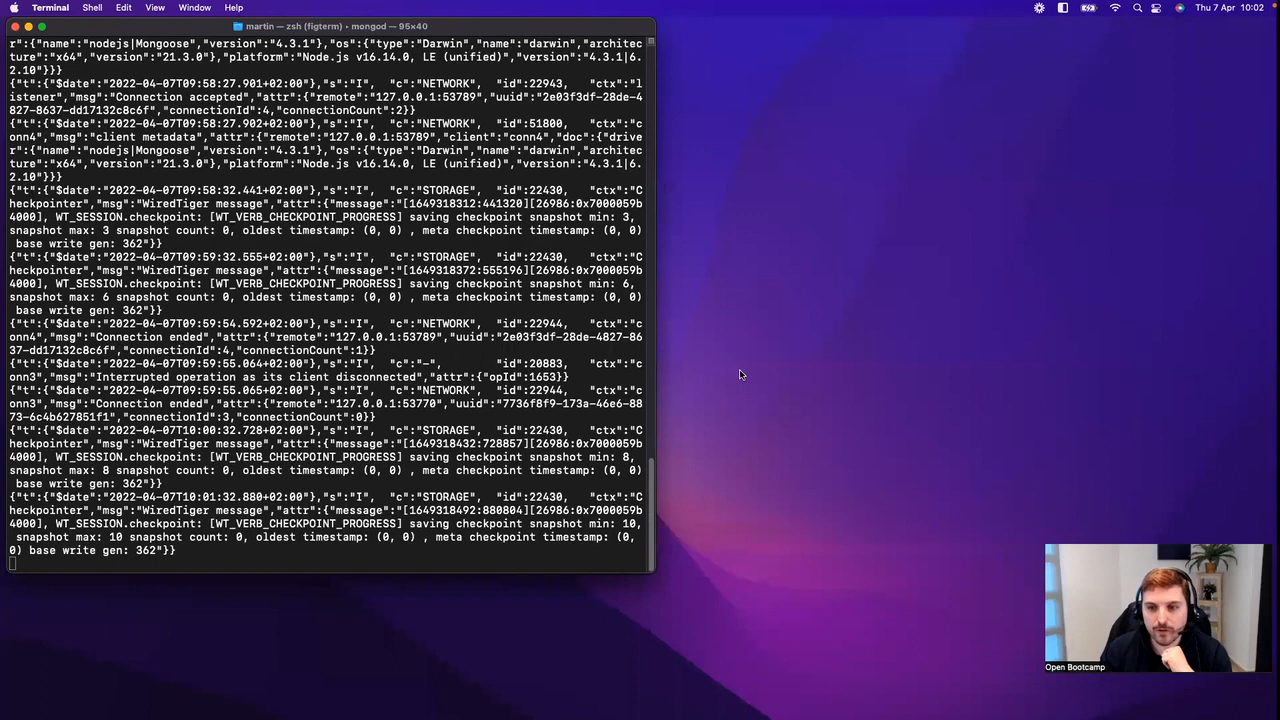 Terminal Shell Edit View Window Help Thu 7 Apr 10:02
martin — zsh (figterm) • mongod — 95×40
r":{"name":"nodejs|Mongoose","version":"4.3.1"},"os":{"type":"Darwin","name":"darwin","architec
ture":"x64","version":"21.3.0"},"platform":"Node.js v16.14.0, LE (unified)","version":"4.3.1|6.
2.10"}}}
{"t":{"$date":"2022-04-07T09:58:27.901+02:00"},"s":"I", "c":"NETWORK", "id":22943, "ctx":"l
istener","msg":"Connection accepted","attr":{"remote":"127.0.0.1:53789","uuid":"2e03f3df-28de-4
827-8637-dd17132c8c6f","connectionId":4,"connectionCount":2}}
{"t":{"$date":"2022-04-07T09:58:27.902+02:00"},"s":"I", "c":"NETWORK", "id":51800, "ctx":"c
onn4","msg":"client metadata","attr":{"remote":"127.0.0.1:53789","client":"conn4","doc":{"drive
r":{"name":"nodejs|Mongoose","version":"4.3.1"},"os":{"type":"Darwin","name":"darwin","architec
ture":"x64","version":"21.3.0"},"platform":"Node.js v16.14.0, LE (unified)","version":"4.3.1|6.
2.10"}}}
{"t":{"$date":"2022-04-07T09:58:32.441+02:00"},"s":"I", "c":"STORAGE", "id":22430, "ctx":"C
heckpointer","msg":"WiredTiger message","attr":{"message":"[1649318312:441320][26986:0x7000059b
4000], WT_SESSION.checkpoint: [WT_VERB_CHECKPOINT_PROGRESS] saving checkpoint snapshot min: 3,
snapshot max: 3 snapshot count: 0, oldest timestamp: (0, 0) , meta checkpoint timestamp: (0, 0)
base write gen: 362"}}
{"t":{"$date":"2022-04-07T09:59:32.555+02:00"},"s":"I", "c":"STORAGE", "id":22430, "ctx":"C
heckpointer","msg":"WiredTiger message","attr":{"message":"[1649318372:555196][26986:0x7000059b
4000], WT_SESSION.checkpoint: [WT_VERB_CHECKPOINT_PROGRESS] saving checkpoint snapshot min: 6,
snapshot max: 6 snapshot count: 0, oldest timestamp: (0, 0) , meta checkpoint timestamp: (0, 0)
base write gen: 362"}}
{"t":{"$date":"2022-04-07T09:59:54.592+02:00"},"s":"I", "c":"NETWORK", "id":22944, "ctx":"c
onn4","msg":"Connection ended","attr":{"remote":"127.0.0.1:53789","uuid":"2e03f3df-28de-4827-86
37-dd17132c8c6f","connectionId":4,"connectionCount":1}}
{"t":{"$date":"2022-04-07T09:59:55.064+02:00"},"s":"I", "c":"-", "id":20883, "ctx":"c
onn3","msg":"Interrupted operation as its client disconnected","attr":{"opId":1653}}
{"t":{"$date":"2022-04-07T09:59:55.065+02:00"},"s":"I", "c":"NETWORK", "id":22944, "ctx":"c
onn3","msg":"Connection ended","attr":{"remote":"127.0.0.1:53770","uuid":"7736f8f9-173a-46e6-88
73-6c4b627851f1","connectionId":3,"connectionCount":0}}
{"t":{"$date":"2022-04-07T10:00:32.728+02:00"},"s":"I", "c":"STORAGE", "id":22430, "ctx":"C
heckpointer","msg":"WiredTiger message","attr":{"message":"[1649318432:728857][26986:0x7000059b
4000], WT_SESSION.checkpoint: [WT_VERB_CHECKPOINT_PROGRESS] saving checkpoint snapshot min: 8,
snapshot max: 8 snapshot count: 0, oldest timestamp: (0, 0) , meta checkpoint timestamp: (0, 0)
base write gen: 362"}}
{"t":{"$date":"2022-04-07T10:01:32.880+02:00"},"s":"I", "c":"STORAGE", "id":22430, "ctx":"C
heckpointer","msg":"WiredTiger message","attr":{"message":"[1649318492:880804][26986:0x7000059b
4000], WT_SESSION.checkpoint: [WT_VERB_CHECKPOINT_PROGRESS] saving checkpoint snapshot min: 10,
snapshot max: 10 snapshot count: 0, oldest timestamp: (0, 0) , meta checkpoint timestamp: (0,
0) base write gen: 362"}}
Open Bootcamp